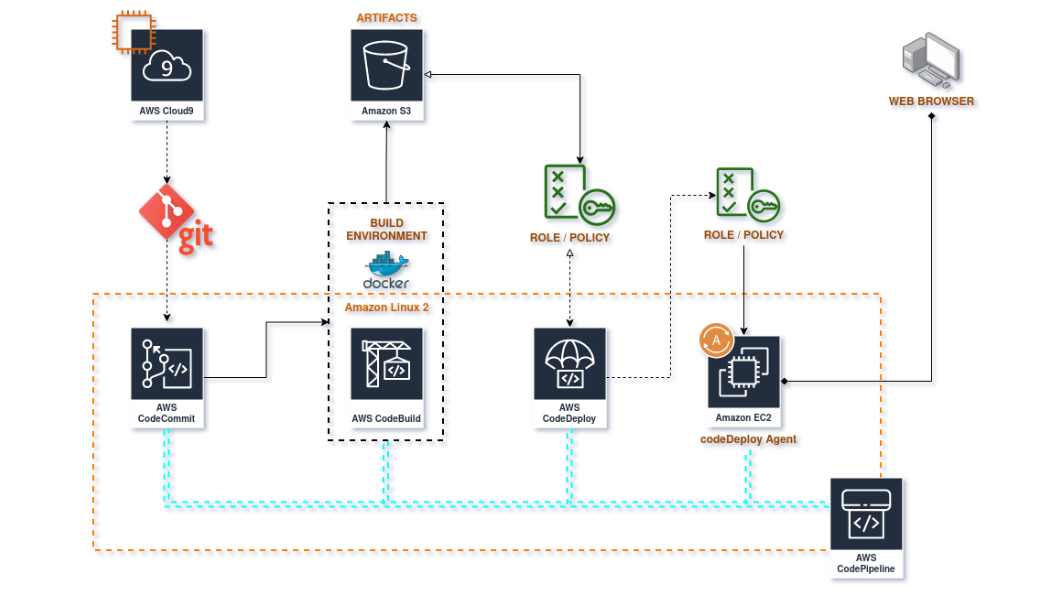 ARTIFACTS
9
AWS Cloud9
Amazon S3
WEB BROWSER
git
BUILD
ENVIRONMENT
docker
Amazon Linux 2
ROLE / POLICY
ROLE / POLICY
A
</>
AWS
CodeCommit
</>
AWS CodeBuild
</>
AWS
CodeDeploy
Amazon EC2
codeDeploy Agent
</>
AWS
CodePipeline